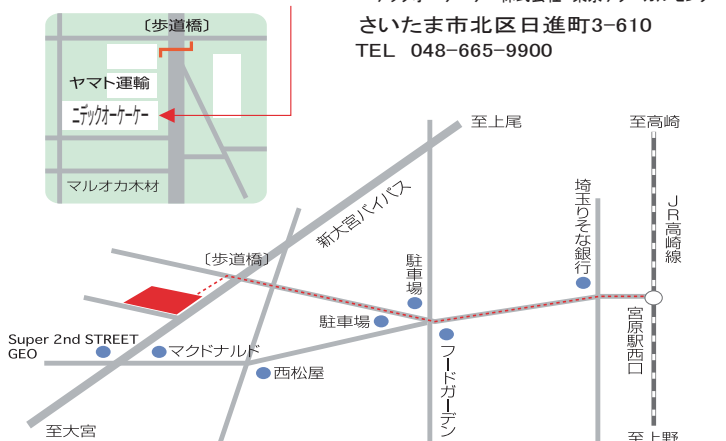 さいたま市北区日進町3-610
TEL 048-665-9900
〔歩道橋〕
ヤマト運輸
ニデックオーケーケー
マルオカ木材
至上尾
至高崎
新大宮バイパス
埼玉りそな銀行
JR高崎線
〔歩道橋〕
駐車場
駐車場
宮原駅西口
Super 2nd STREET
GEO
マクドナルド
西松屋
フードガーデン
至大宮
至上野